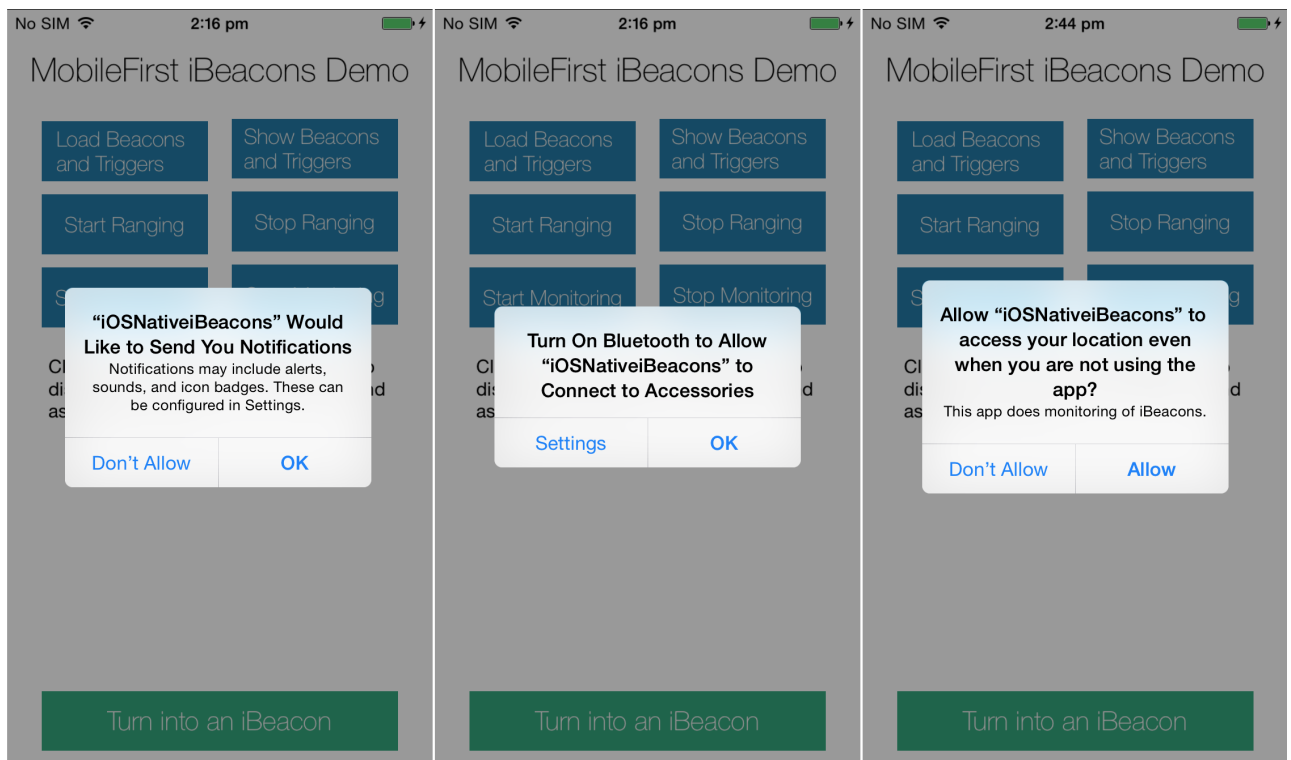 No SIM 2:16 pm
MobileFirst iBeacons Demo
Load Beacons
and Triggers
Show Beacons
and Triggers
Start Ranging
Stop Ranging
S
g
“iOSNativeiBeacons” Would
Like to Send You Notifications
Notifications may include alerts,
sounds, and icon badges. These can
be configured in Settings.
Don’t Allow
OK
Turn into an iBeacon
No SIM 2:16 pm
MobileFirst iBeacons Demo
Load Beacons
and Triggers
Show Beacons
and Triggers
Start Ranging
Stop Ranging
Start Monitoring
Stop Monitoring
Turn On Bluetooth to Allow
“iOSNativeiBeacons” to
Connect to Accessories
Settings
OK
Turn into an iBeacon
No SIM 2:44 pm
MobileFirst iBeacons Demo
Load Beacons
and Triggers
Show Beacons
and Triggers
Start Ranging
Stop Ranging
S
g
Allow “iOSNativeiBeacons” to
access your location even
when you are not using the
app?
This app does monitoring of iBeacons.
Don’t Allow
Allow
Turn into an iBeacon